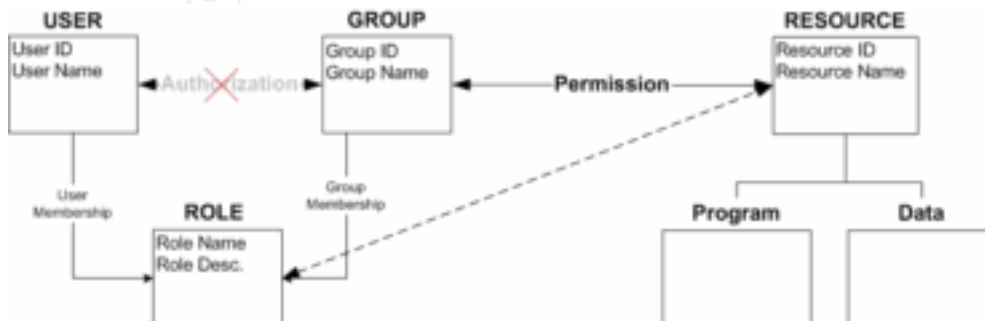 USER
GROUP
RESOURCE
User ID
User Name
Group ID
Group Name
Resource ID
Resource Name
Authorization
Permission
User
Membership
Group
Membership
ROLE
Role Name
Role Desc.
Program
Data